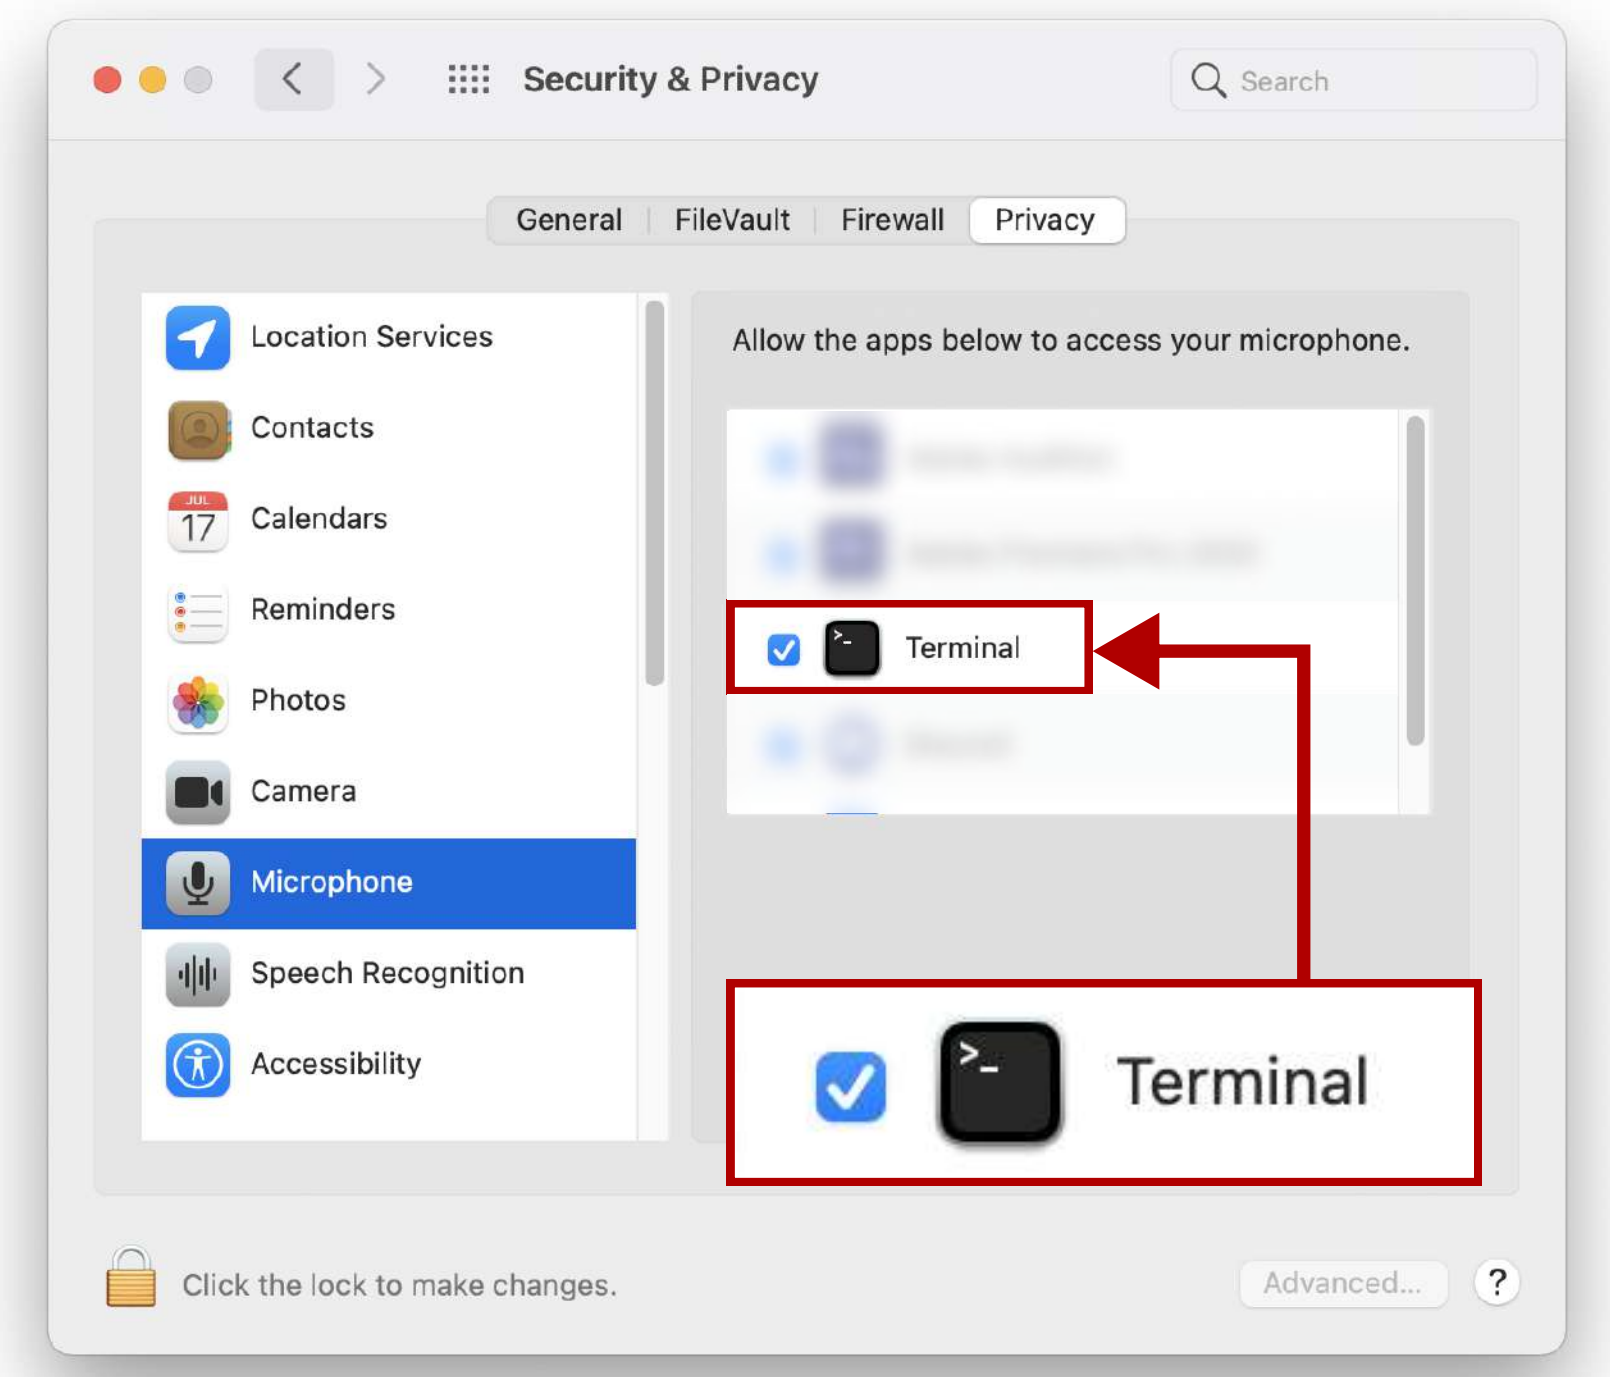 Security & Privacy
Search
General
FileVault
Firewall
Privacy
Location Services
Contacts
JUL
17
Calendars
Reminders
Photos
Camera
Microphone
Speech Recognition
Accessibility
Allow the apps below to access your microphone.
>_
Terminal
>_
Terminal
Click the lock to make changes.
Advanced...
?